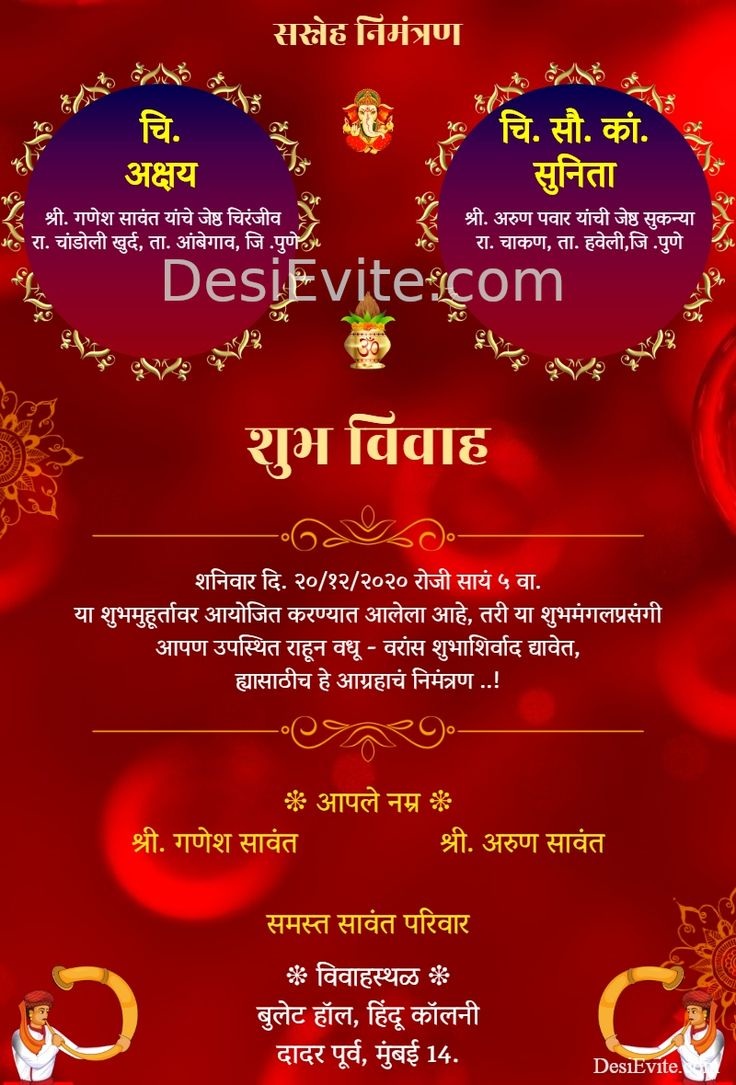 सस्नेह निमंत्रण
चि.
अक्षय
श्री. गणेश सावंत यांचे जेष्ठ चिरंजीव
रा. चांडोली खुर्द, ता. आंबेगाव, जि .पुणे
चि. सौ. कां.
सुनिता
श्री. अरुण पवार यांची जेष्ठ सुकन्या
रा. चाकण, ता. हवेली,जि .पुणे
DesiEvite.com
ॐ
शुभ विवाह
शनिवार दि. २०/१२/२०२० रोजी सायं ५ वा.
या शुभमुहूर्तावर आयोजित करण्यात आलेला आहे, तरी या शुभमंगलप्रसंगी
आपण उपस्थित राहून वधू - वरांस शुभाशिर्वाद द्यावेत,
ह्यासाठीच हे आग्रहाचं निमंत्रण ..!
❇ आपले नम्र ❇
श्री. गणेश सावंत
श्री. अरुण सावंत
समस्त सावंत परिवार
❇ विवाहस्थळ ❇
बुलेट हॉल, हिंदू कॉलनी
दादर पूर्व, मुंबई 14.
DesiEvite.com